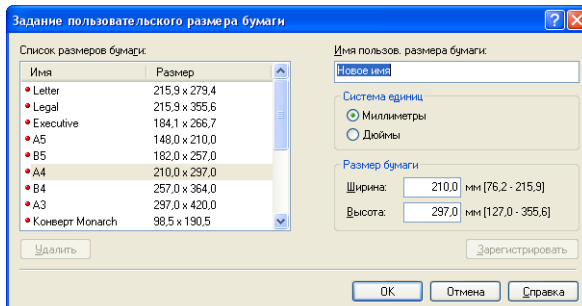 Задание пользовательского размера бумаги
Список размеров бумаги:
Имя Размер
Letter 215,9 x 279,4
Legal 215,9 x 355,6
Executive 184,1 x 266,7
A5 148,0 x 210,0
B5 182,0 x 257,0
A4 210,0 x 297,0
B4 257,0 x 364,0
A3 297,0 x 420,0
Конверт Monarch 98,5 x 190,5
Удалить
Имя пользов. размера бумаги:
Новое имя
Система единиц
Миллиметры
Дюймы
Размер бумаги
Ширина: 210,0 мм [76,2 - 215,9]
Высота: 297,0 мм [127,0 - 355,6]
Зарегистрировать
OK Отмена Справка